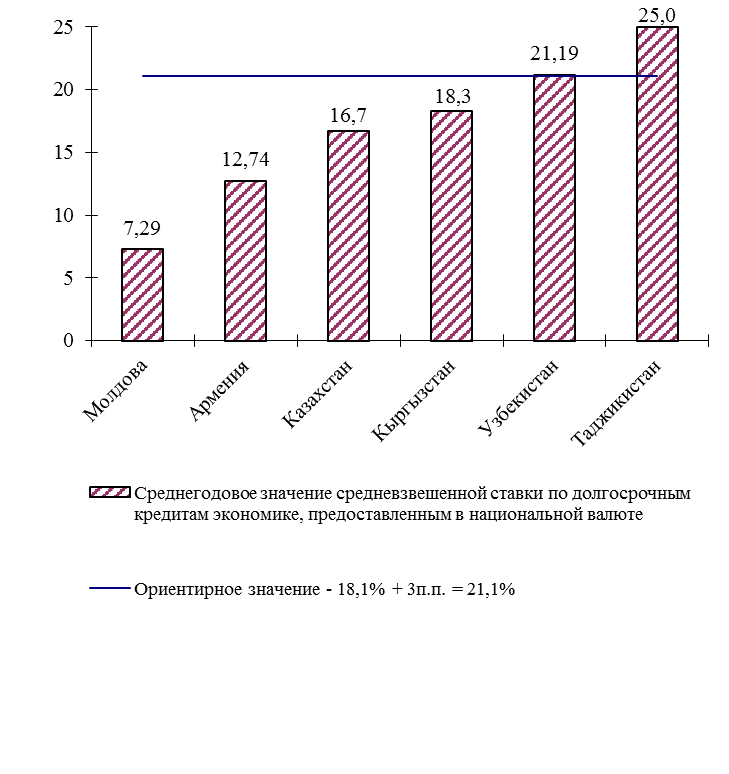 25,0
25
21,19
20
18,3
16,7
15
12,74
10
7,29
5
0
Молдова
Армения
Казахстан
Кыргызстан
Узбекистан
Таджикистан
Среднегодовое значение средневзвешенной ставки по долгосрочным
кредитам экономике, предоставленным в национальной валюте
Ориентирное значение - 18,1% + 3п.п. = 21,1%